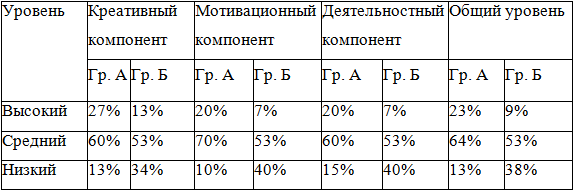 Уровень Креативный компонент Мотивационный компонент Деятельностный компонент Общий уровень
Гр. А Гр. Б Гр. А Гр. Б Гр. А Гр. Б Гр. А Гр. Б
Высокий 27% 13% 20% 7% 20% 7% 23% 9%
Средний 60% 53% 70% 53% 60% 53% 64% 53%
Низкий 13% 34% 10% 40% 15% 40% 13% 38%